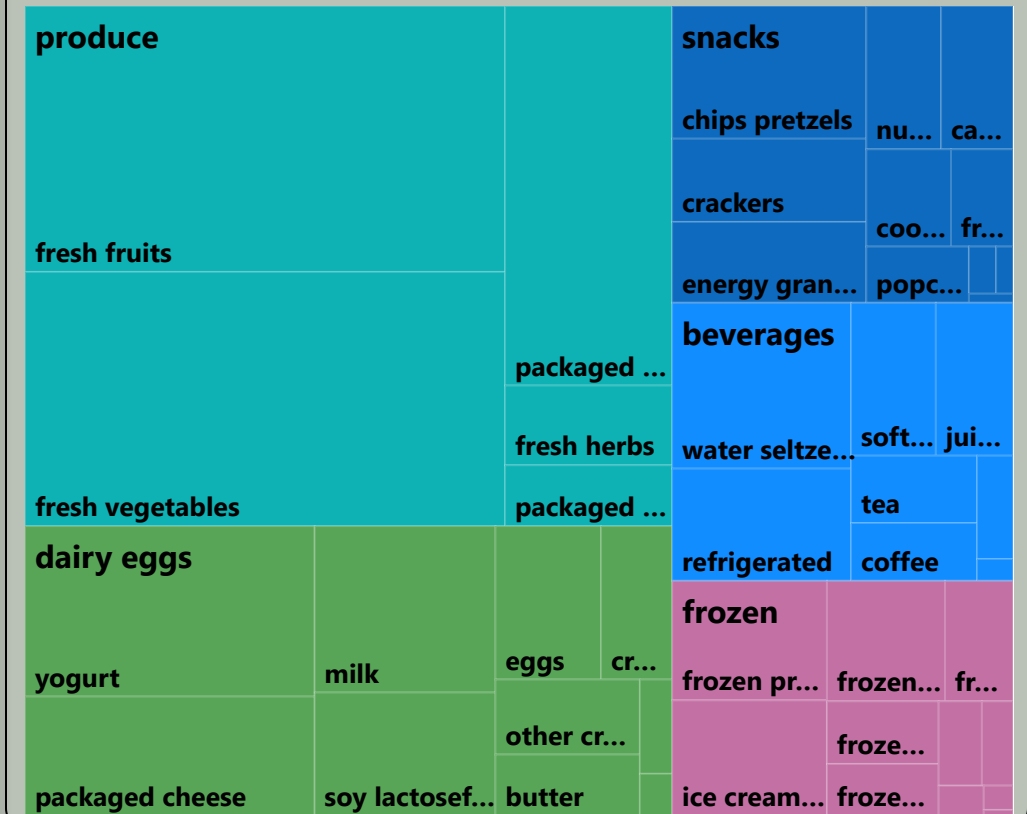 produce
fresh fruits
fresh vegetables
packaged ...
fresh herbs
packaged ...
dairy eggs
yogurt
packaged cheese
milk
soy lactosef...
eggs
cr...
other cr...
butter
snacks
chips pretzels
crackers
energy gran...
nu...
ca...
coo...
fr...
popc...
beverages
water seltze...
refrigerated
soft...
jui...
tea
coffee
frozen
frozen pr...
ice cream...
frozen...
fr...
froze...
froze...